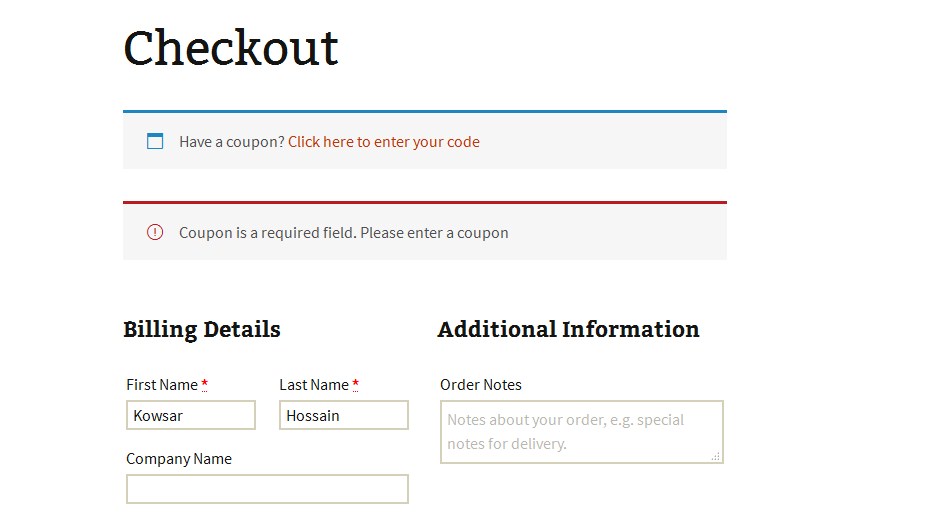 Checkout
Have a coupon? Click here to enter your code
Coupon is a required field. Please enter a coupon
Billing Details
Additional Information
First Name *
Last Name *
Order Notes
Kowsar
Hossain
Notes about your order, e.g. special
notes for delivery.
Company Name